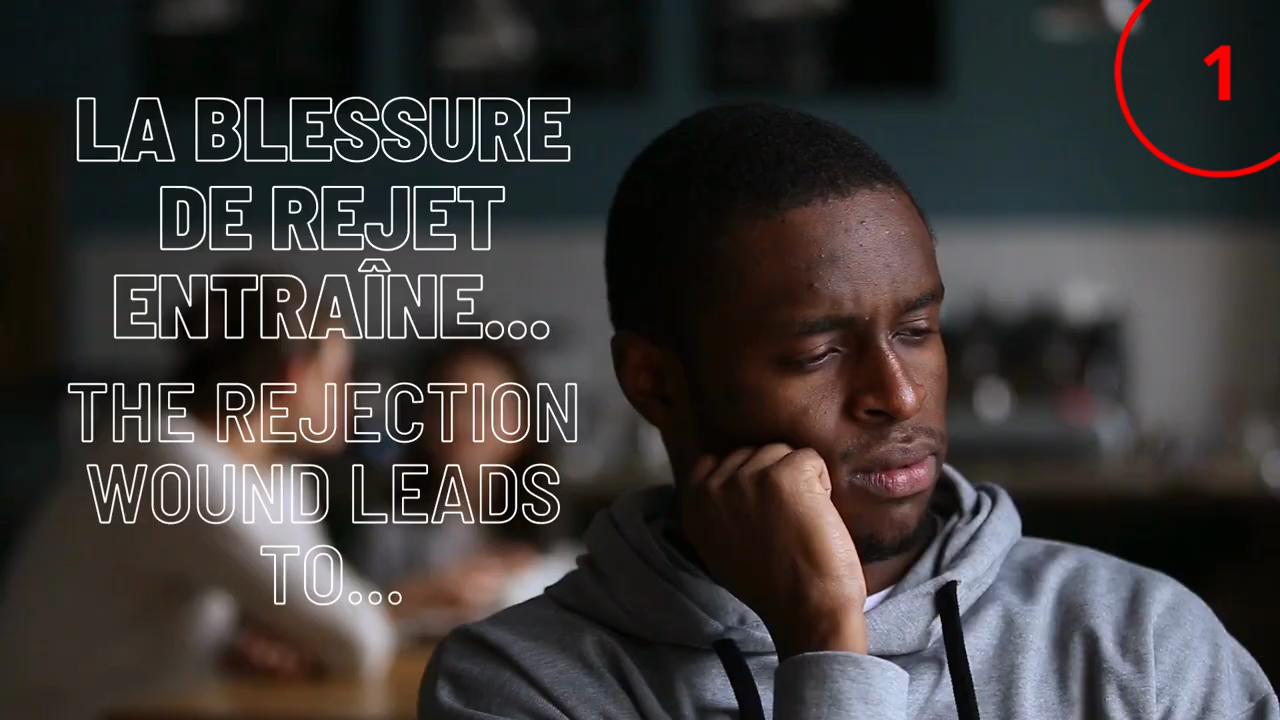 LA BLESSURE
DE REJET
ENTRAÎNE...
THE REJECTION
WOUND LEADS
TO...
1